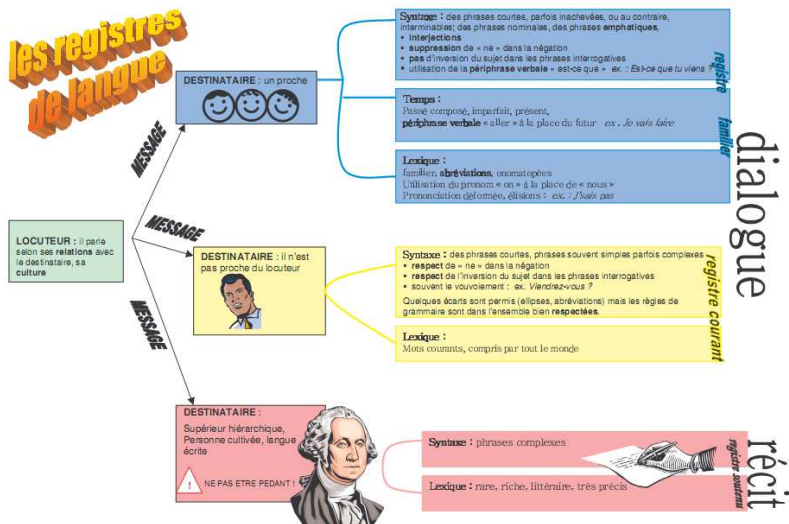 les registres
de langue
LOCUTEUR : il parle
selon ses relations avec
le destinataire, sa
culture
MESSAGE
DESTINATAIRE : un proche
Syntaxe : des phrases courtes, parfois inachevées, ou au contraire,
interminables; des phrases nominales, des phrases emphatiques,
▪ interjections
▪ suppression de « ne » dans la négation
▪ pas d'inversion du sujet dans les phrases interrogatives
▪ utilisation de la périphrase verbale « est-ce que » ex. : Est-ce que tu viens ?
Temps :
Passé composé, imparfait, présent,
périphrase verbale « aller » à la place du futur ex. Je vais faire
Lexique :
familier, abréviations, onomatopées
Utilisation du pronom « on » à la place de « nous »
Prononciation déformée, élisions : ex. : J'sais pas
registre familier
MESSAGE
DESTINATAIRE : il n'est
pas proche du locuteur
Syntaxe : des phrases courtes, phrases souvent simples parfois complexes
▪ respect de « ne » dans la négation
▪ respect de l'inversion du sujet dans les phrases interrogatives
▪ souvent le vouvoiement : ex. Viendrez-vous ?
Quelques écarts sont permis (ellipses, abréviations) mais les règles de
grammaire sont dans l'ensemble bien respectées.
Lexique :
Mots courants, compris par tout le monde
registre courant
dialogue
MESSAGE
DESTINATAIRE :
Supérieur hiérarchique,
Personne cultivée, langue
écrite
! NE PAS ETRE PEDANT !
Syntaxe : phrases complexes
Lexique : rare, riche, littéraire, très précis
registre soutenu
récit